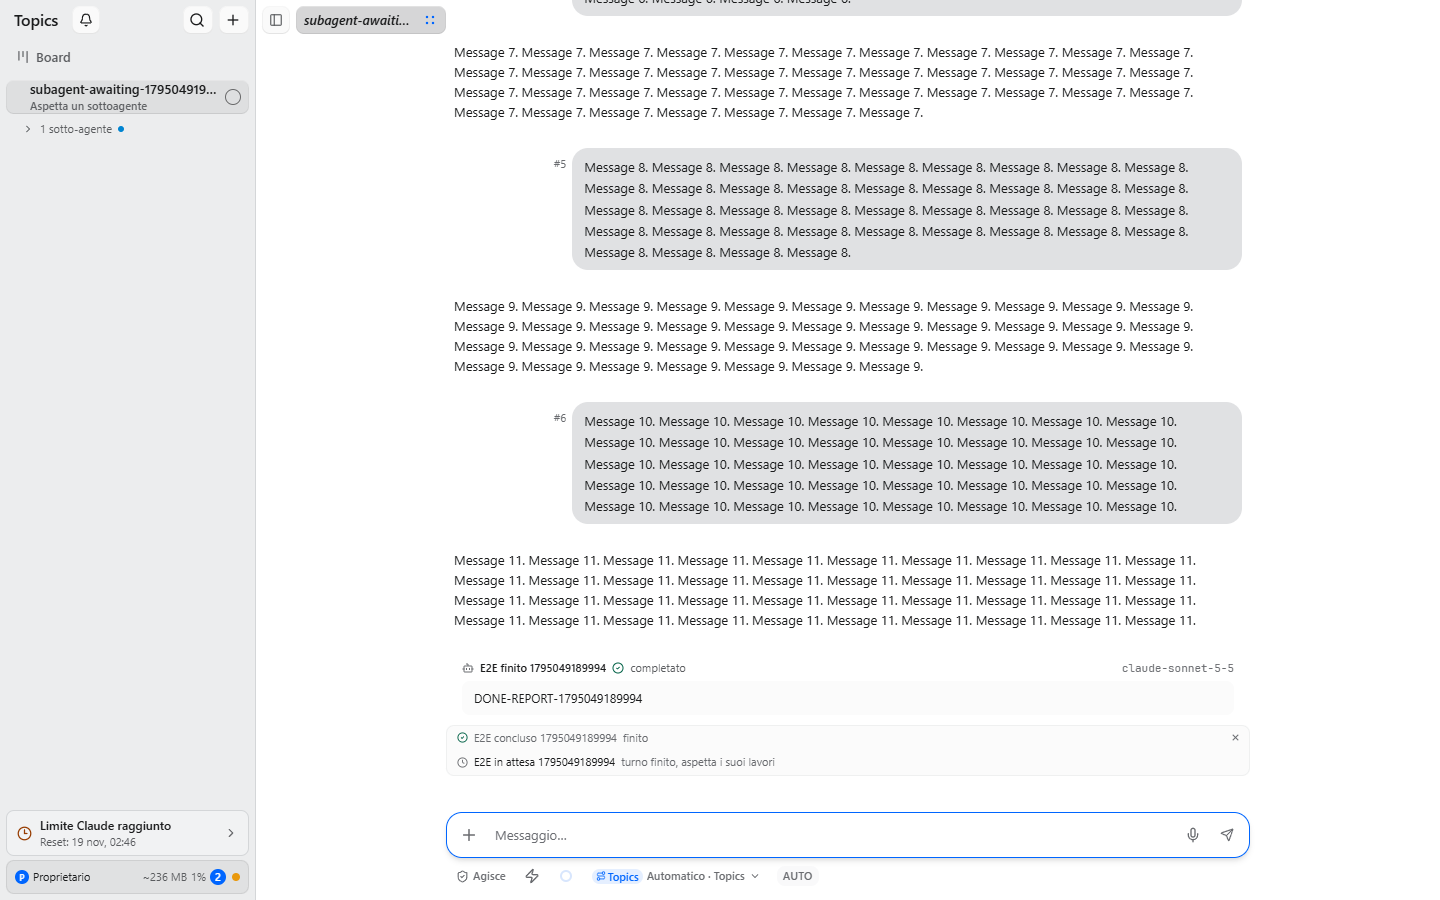 Topics
Board
subagent-awaiting-179504919...
Aspetta un sottoagente
1 sotto-agente
Limite Claude raggiunto
Reset: 19 nov, 02:46
P Proprietario ~236 MB 1% 2
subagent-awaiti...
Message 7. Message 7. Message 7. Message 7. Message 7. Message 7. Message 7. Message 7. Message 7. Message 7. Message 7.
Message 7. Message 7. Message 7. Message 7. Message 7. Message 7. Message 7. Message 7. Message 7. Message 7. Message 7.
Message 7. Message 7. Message 7. Message 7. Message 7. Message 7. Message 7. Message 7. Message 7. Message 7. Message 7.
Message 7. Message 7. Message 7. Message 7. Message 7. Message 7. Message 7.
#5
Message 8. Message 8. Message 8. Message 8. Message 8. Message 8. Message 8. Message 8. Message 8.
Message 8. Message 8. Message 8. Message 8. Message 8. Message 8. Message 8. Message 8. Message 8.
Message 8. Message 8. Message 8. Message 8. Message 8. Message 8. Message 8. Message 8. Message 8.
Message 8. Message 8. Message 8. Message 8. Message 8. Message 8. Message 8. Message 8. Message 8.
Message 8. Message 8. Message 8. Message 8.
Message 9. Message 9. Message 9. Message 9. Message 9. Message 9. Message 9. Message 9. Message 9. Message 9. Message 9.
Message 9. Message 9. Message 9. Message 9. Message 9. Message 9. Message 9. Message 9. Message 9. Message 9. Message 9.
Message 9. Message 9. Message 9. Message 9. Message 9. Message 9. Message 9. Message 9. Message 9. Message 9. Message 9.
Message 9. Message 9. Message 9. Message 9. Message 9. Message 9. Message 9.
#6
Message 10. Message 10. Message 10. Message 10. Message 10. Message 10. Message 10. Message 10.
Message 10. Message 10. Message 10. Message 10. Message 10. Message 10. Message 10. Message 10.
Message 10. Message 10. Message 10. Message 10. Message 10. Message 10. Message 10. Message 10.
Message 10. Message 10. Message 10. Message 10. Message 10. Message 10. Message 10. Message 10.
Message 10. Message 10. Message 10. Message 10. Message 10. Message 10. Message 10. Message 10.
Message 11. Message 11. Message 11. Message 11. Message 11. Message 11. Message 11. Message 11. Message 11. Message 11.
Message 11. Message 11. Message 11. Message 11. Message 11. Message 11. Message 11. Message 11. Message 11. Message 11.
Message 11. Message 11. Message 11. Message 11. Message 11. Message 11. Message 11. Message 11. Message 11. Message 11.
Message 11. Message 11. Message 11. Message 11. Message 11. Message 11. Message 11. Message 11. Message 11. Message 11.
E2E finito 1795049189994 completato claude-sonnet-5-5
DONE-REPORT-1795049189994
E2E concluso 1795049189994 finito
E2E in attesa 1795049189994 turno finito, aspetta i suoi lavori
Messaggio...
Agisce Topics Automatico · Topics AUTO